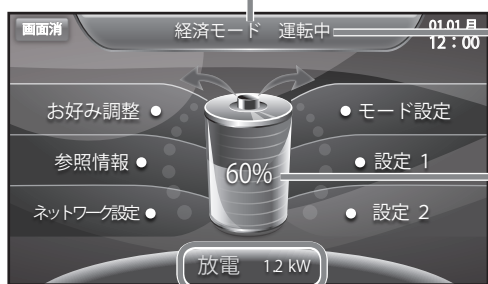 画面消
経済モード 運転中
01.01 月
12：00
お好み調整
モード設定
参照情報
60%
設定 1
ネットワーク設定
設定 2
放電 1.2 kW